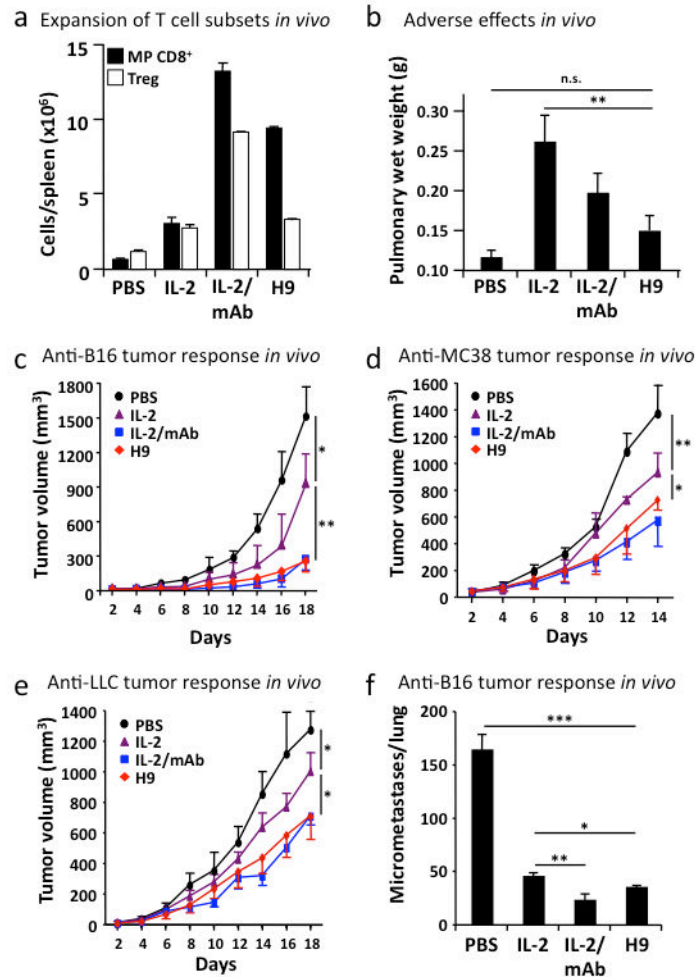 a Expansion of T cell subsets in vivo
15
10
5
0
Cells/spleen (x10⁶)
MP CD8⁺
Treg
PBS IL-2 IL-2/ H9
mAb
b Adverse effects in vivo
n.s.
**
0.30
0.25
0.20
0.15
0.10
Pulmonary wet weight (g)
PBS IL-2 IL-2/ H9
mAb
c Anti-B16 tumor response in vivo
1800
1500
1200
900
600
300
0
Tumor volume (mm³)
PBS
IL-2
IL-2/mAb
H9
*
**
2 4 6 8 10 12 14 16 18
Days
d Anti-MC38 tumor response in vivo
1600
1400
1200
1000
800
600
400
200
0
Tumor volume (mm³)
PBS
IL-2
IL-2/mAb
H9
**
*
2 4 6 8 10 12 14
Days
e Anti-LLC tumor response in vivo
1400
1200
1000
800
600
400
200
0
Tumor volume (mm³)
PBS
IL-2
IL-2/mAb
H9
*
*
2 4 6 8 10 12 14 16 18
Days
f Anti-B16 tumor response in vivo
200
150
100
50
0
Micrometastases/lung
***
*
**
PBS IL-2 IL-2/ H9
mAb